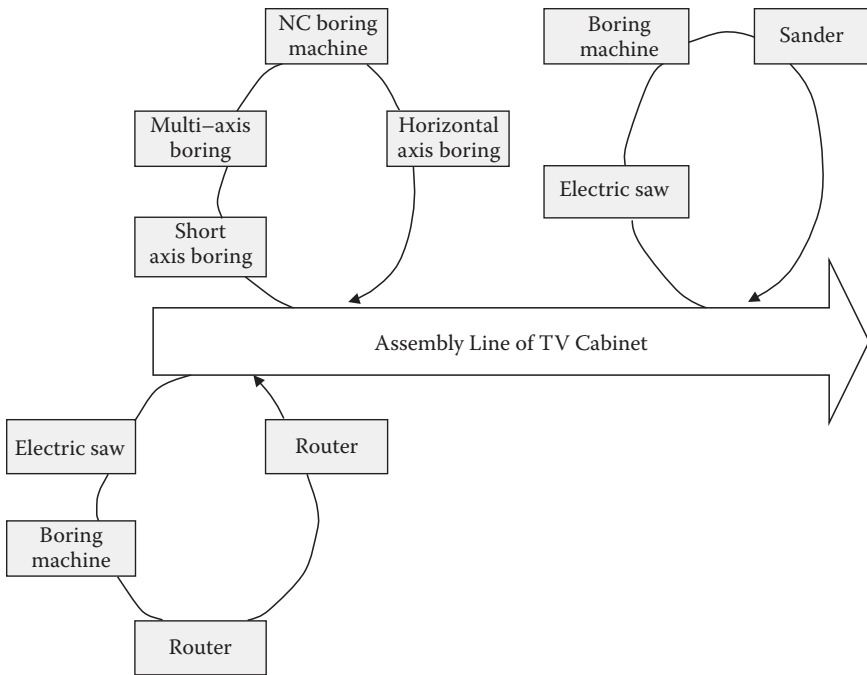 NC boring
machine
Boring
machine
Sander
Multi–axis
boring
Horizontal
axis boring
Electric saw
Short
axis boring
Assembly Line of TV Cabinet
Electric saw
Router
Boring
machine
Router